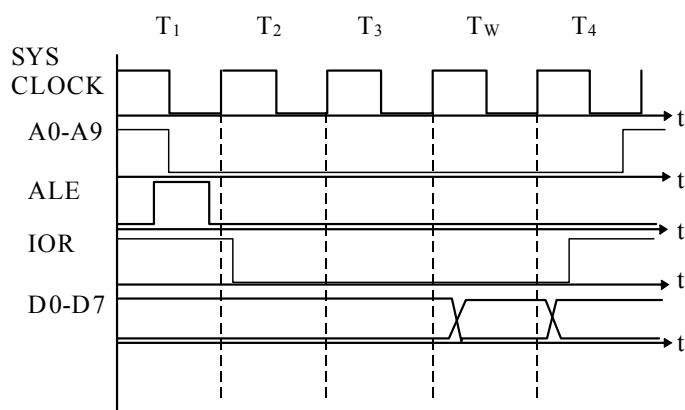 T1 T2 T3 TW T4
SYS
CLOCK
t
A0-A9
t
ALE
t
IOR
t
D0-D7
t